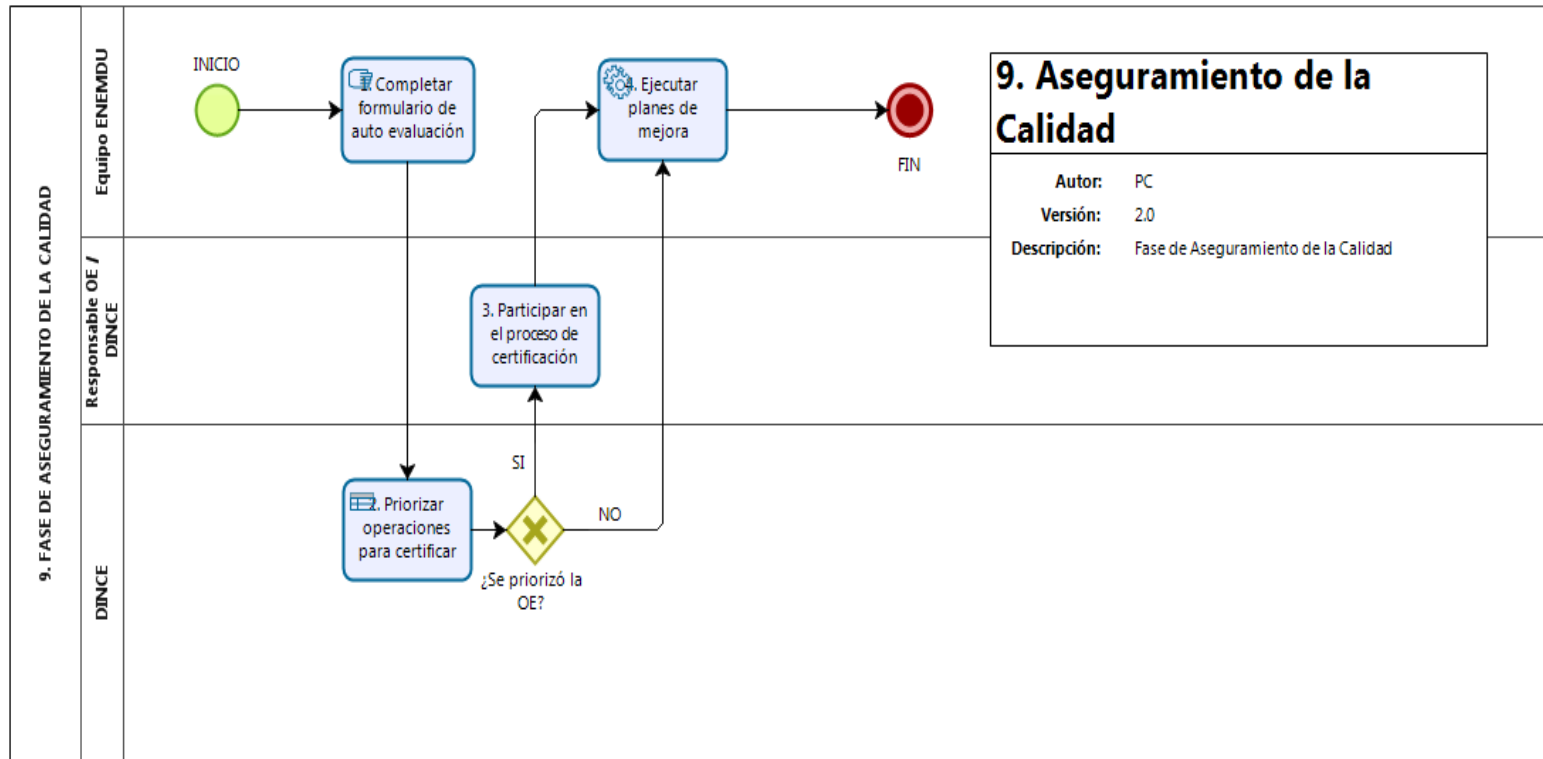 9. FASE DE ASEGURAMIENTO DE LA CALIDAD
Equipo ENEMDU
INICIO
Completar
formulario de
auto evaluación
4. Ejecutar
planes de
mejora
FIN
9. Aseguramiento de la
Calidad
Autor: PC
Versión: 2.0
Descripción: Fase de Aseguramiento de la Calidad
Responsable OE /
DINCE
3. Participar en
el proceso de
certificación
DINCE
2. Priorizar
operaciones
para certificar
SI
NO
¿Se priorizó la
OE?